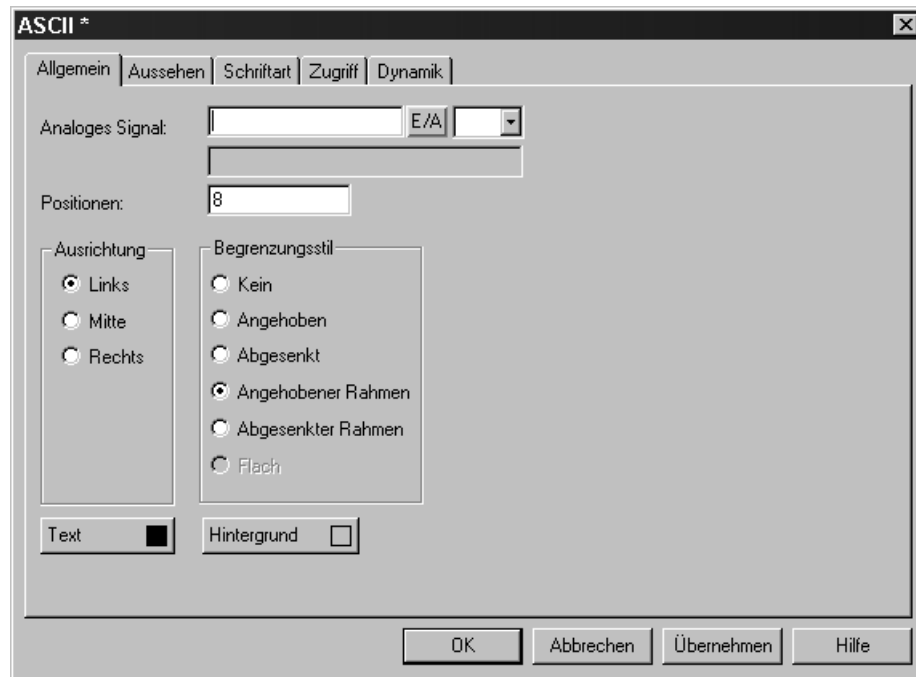 ASCII *
Allgemein Aussehen Schriftart Zugriff Dynamik
Analoges Signal: E/A
Positionen: 8
Ausrichtung Begrenzungsstil
Links Kein
Mitte Angehoben
Rechts Abgesenkt
Angehobener Rahmen
Abgesenkter Rahmen
Flach
Text Hintergrund
OK Abbrechen Übernehmen Hilfe